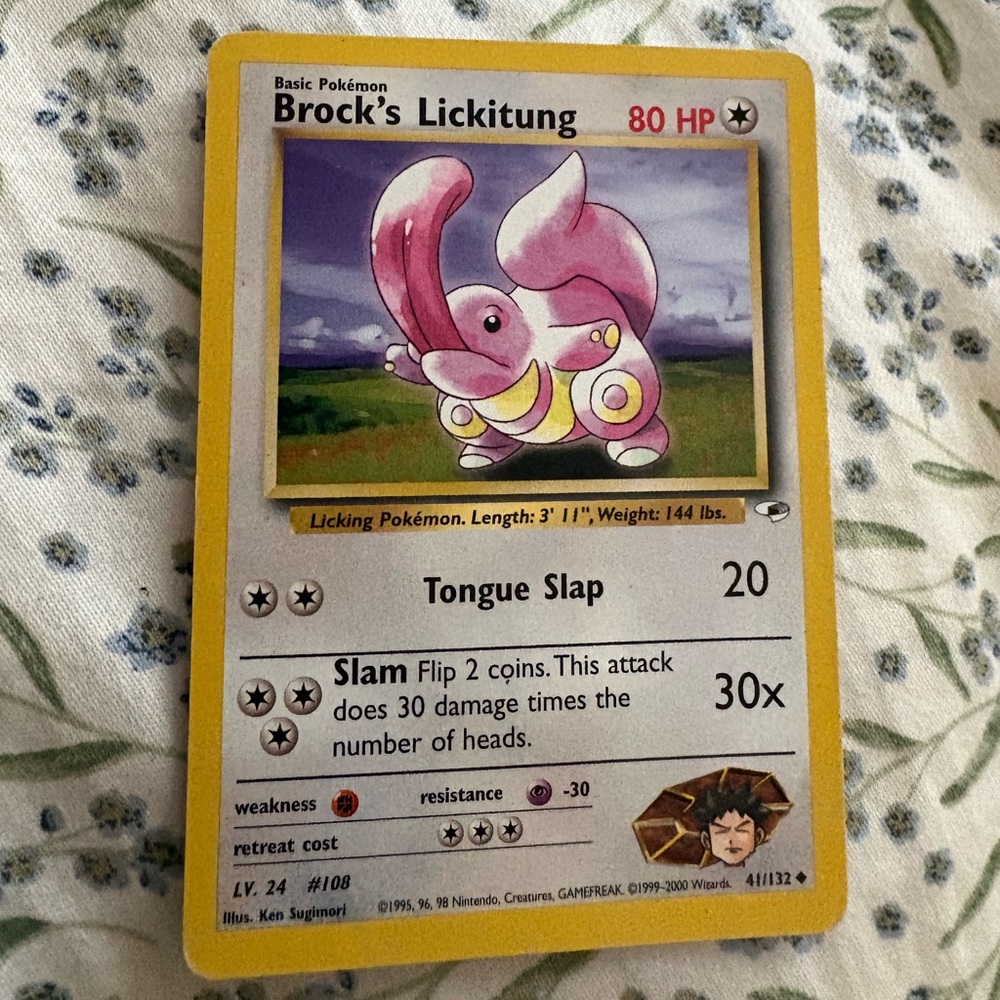 Basic Pokémon
Brock's Lickitung 80 HP
Licking Pokémon. Length: 3' 11", Weight: 144 lbs.
Tongue Slap 20
Slam Flip 2 coins. This attack
does 30 damage times the
number of heads.
30x
weakness resistance -30
retreat cost
LV. 24 #108
Illus. Ken Sugimori ©1995, 96, 98 Nintendo, Creatures, GAMEFREAK. ©1999-2000 Wizards. 41/132